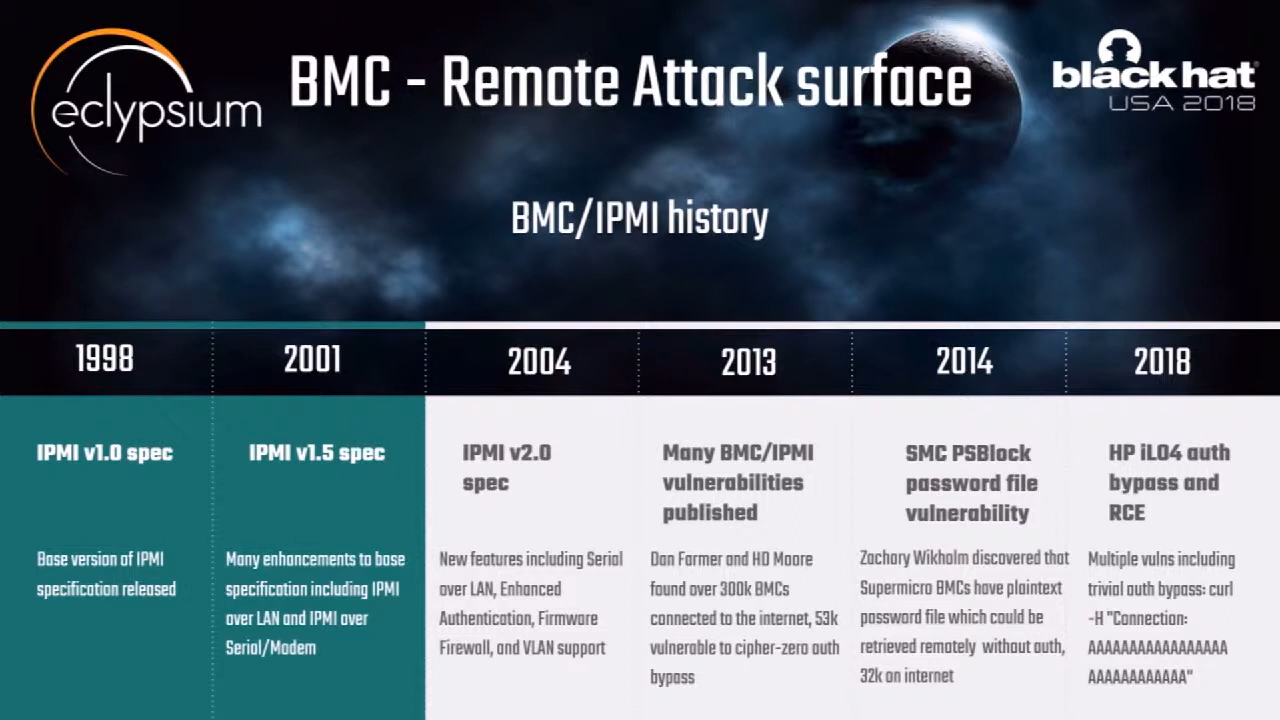 eclypsium
BMC - Remote Attack surface
black hat
USA 2018
BMC/IPMI history
1998
2001
2004
2013
2014
2018
IPMI v1.0 spec
Base version of IPMI
specification released
IPMI v1.5 spec
Many enhancements to base
specification including IPMI
over LAN and IPMI over
Serial/Modem
IPMI v2.0
spec
New features including Serial
over LAN, Enhanced
Authentication, Firmware
Firewall, and VLAN support
Many BMC/IPMI
vulnerabilities
published
Dan Farmer and HD Moore
found over 300k BMCs
connected to the internet, 53k
vulnerable to cipher-zero auth
bypass
SMC PSBlock
password file
vulnerability
Zachary Wikholm discovered that
Supermicro BMCs have plaintext
password file which could be
retrieved remotely without auth,
32k on internet
HP iLO4 auth
bypass and
RCE
Multiple vulns including
trivial auth bypass: curl
-H "Connection:
AAAAAAAAAAAAAAAAA
AAAAAAAAAAAA"